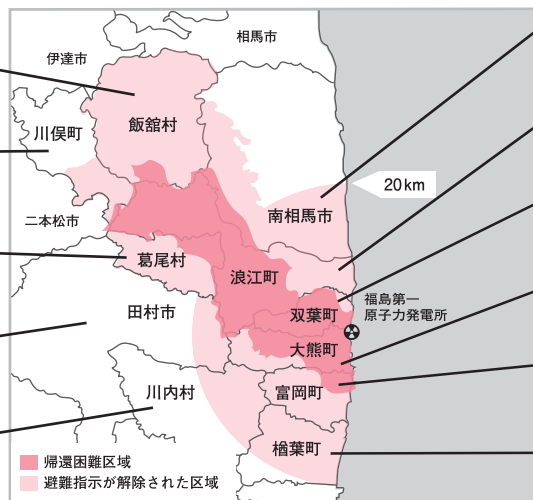 相馬市
伊達市
飯舘村
川俣町
20km
南相馬市
二本松市
葛尾村
浪江町
田村市
双葉町
福島第一
原子力発電所
大熊町
川内村
富岡町
楢葉町
帰還困難区域
避難指示が解除された区域